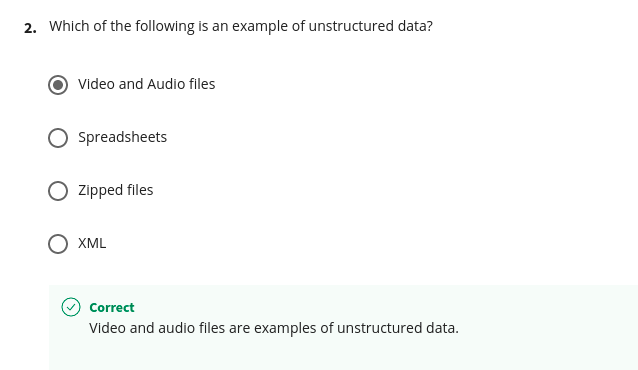 2. Which of the following is an example of unstructured data?
Video and Audio files
Spreadsheets
Zipped files
XML
Correct
Video and audio files are examples of unstructured data.